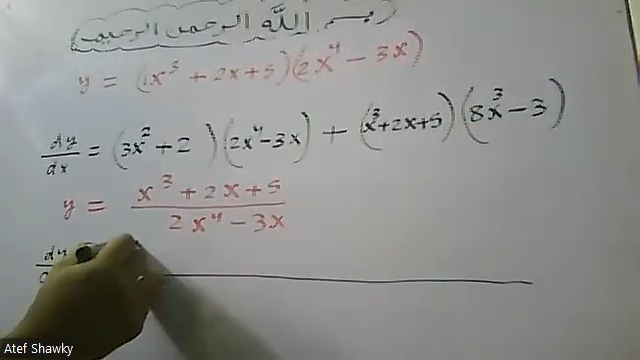 بسم الله الرحمن الرحيم
y = (x³ + 2x + 5)(2x⁴ − 3x)
dy/dx = (3x² + 2)(2x⁴ − 3x) + (x³ + 2x + 5)(8x³ − 3)
y = (x³ + 2x + 5)/(2x⁴ − 3x)
Atef Shawky